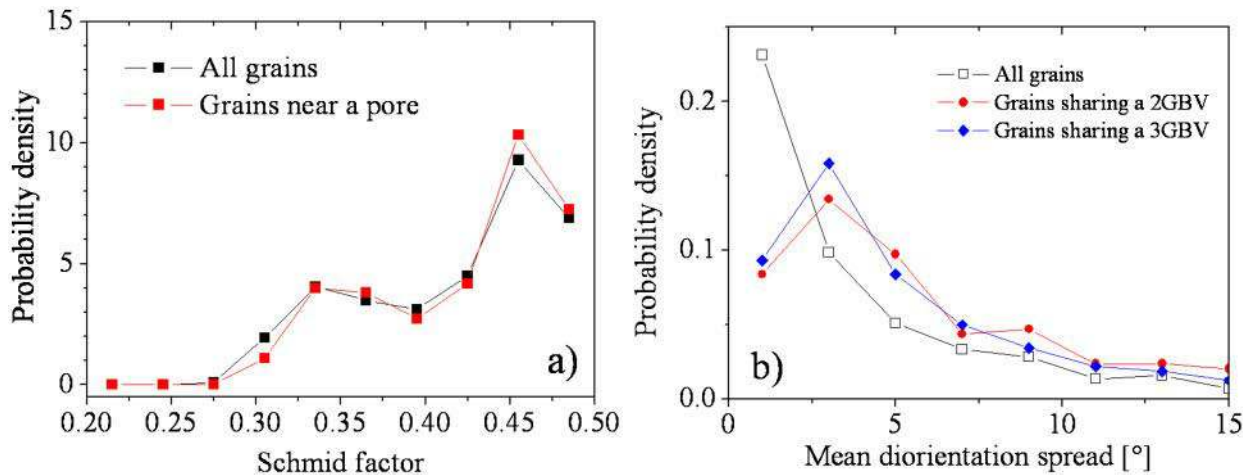 15
10
5
0
0.20 0.25 0.30 0.35 0.40 0.45 0.50
Probability density
Schmid factor
All grains
Grains near a pore
a)
0.2
0.1
0.0
0 5 10 15
Probability density
Mean diorientation spread [°]
All grains
Grains sharing a 2GBV
Grains sharing a 3GBV
b)